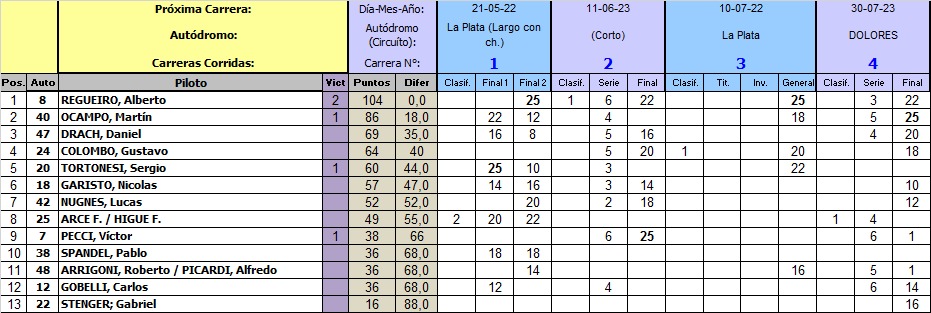 Próxima Carrera: Día-Mes-Año: 21-05-22 11-06-23 10-07-22 30-07-23
Autódromo: Autódromo (Circuíto): La Plata (Largo con ch.) (Corto) La Plata DOLORES
Carreras Corridas: Carrera Nº: 1 2 3 4
Pos. Auto Piloto Vict Puntos Difer Clasif. Final 1 Final 2 Clasif. Serie Final Clasif. Tit. Inv. General Clasif. Serie Final
1 8 REGUEIRO, Alberto 2 104 0,0 25 1 6 22 25 3 22
2 40 OCAMPO, Martín 1 86 18,0 22 12 4 18 5 25
3 47 DRACH, Daniel 69 35,0 16 8 5 16 4 20
4 24 COLOMBO, Gustavo 64 40 5 20 1 20 18
5 20 TORTONESI, Sergio 1 60 44,0 25 10 3 22
6 18 GARISTO, Nicolas 57 47,0 14 16 3 14 10
7 42 NUGNES, Lucas 52 52,0 20 2 18 12
8 25 ARCE F. / HIGUE F. 49 55,0 2 20 22 1 4
9 7 PECCI, Víctor 1 38 66 6 25 6 1
10 38 SPANDEL, Pablo 36 68,0 18 18
11 48 ARRIGONI, Roberto / PICARDI, Alfredo 36 68,0 14 16 5 1
12 12 GOBELLI, Carlos 36 68,0 12 4 6 14
13 22 STENGER; Gabriel 16 88,0 16